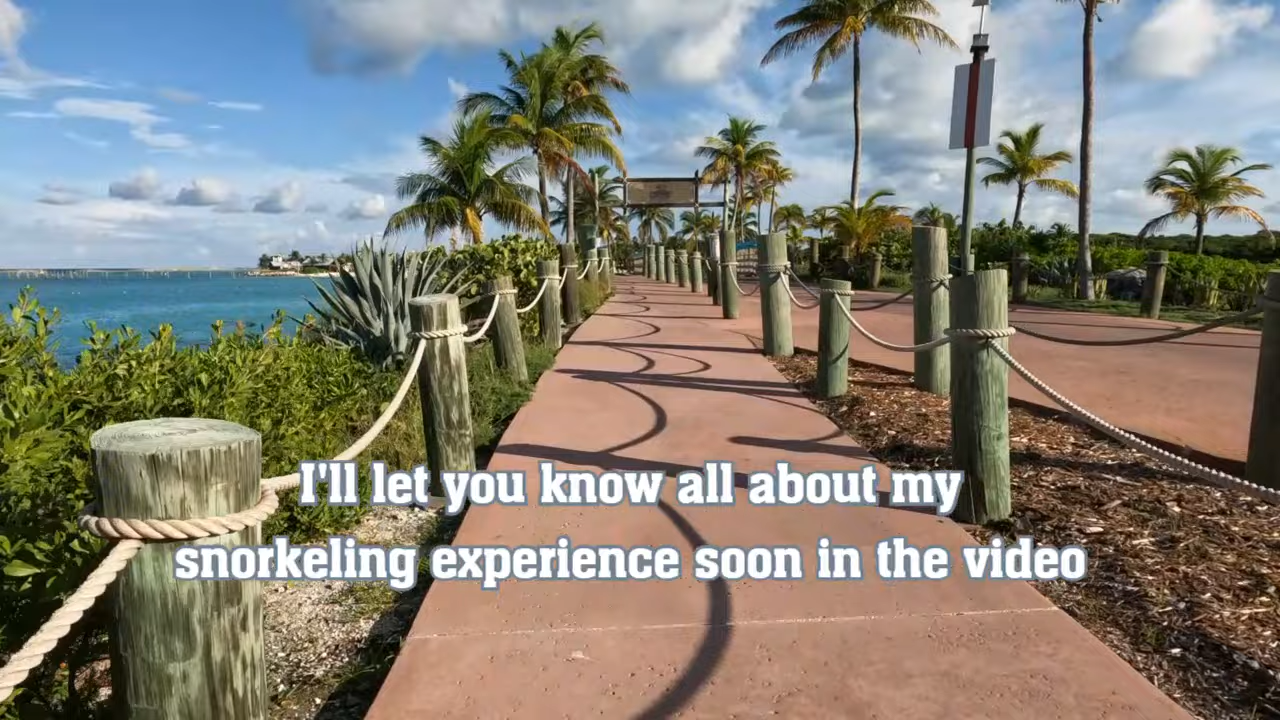 I'll let you know all about my
snorkeling experience soon in the video